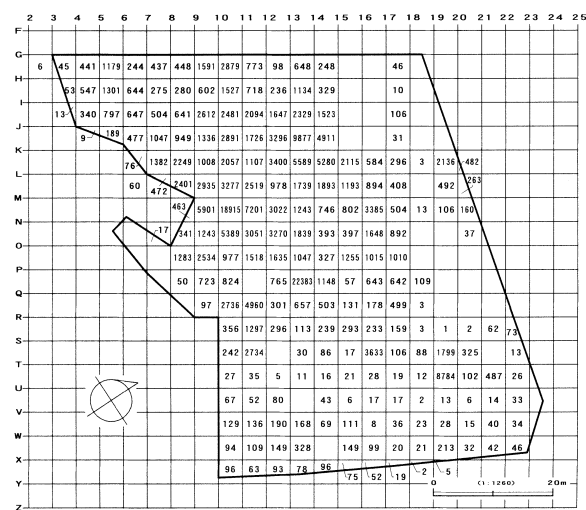 2 3 4 5 6 7 8 9 10 11 12 13 14 15 16 17 18 19 20 21 22 23 24 25
F
G
6 45 441 1179 244 437 448 1591 2879 773 98 648 248 46
H
53 547 1301 644 275 280 602 1527 718 236 1134 329 10
I
13 340 797 647 504 641 2612 2481 2094 1647 2329 1523 106
J
9 189 477 1047 949 1336 2891 1726 3296 9877 4911 31
K
76 1382 2249 1008 2057 1107 3400 5589 5280 2115 584 296 3 2136 482
L
60 472 2401 2935 3277 2519 978 1739 1893 1193 894 408 492 263
M
463 5901 18915 7201 3022 1243 746 802 3385 504 13 106 160
N
17 341 1243 5389 3051 3270 1839 393 397 1648 892 37
O
1283 2534 977 1518 1635 1047 327 1255 1015 1010
P
50 723 824 765 22383 1148 57 643 642 109
Q
97 2736 4960 301 657 503 131 178 499 3
R
356 1297 296 113 239 293 233 159 3 1 2 62 73
S
242 2734 30 86 17 3633 106 88 1799 325 13
T
27 35 5 11 16 21 28 19 12 8784 102 487 26
U
67 52 80 43 6 17 17 2 13 6 14 33
V
129 136 190 168 69 111 8 36 23 28 15 40 34
W
94 109 149 328 149 99 20 21 213 32 42 46
X
96 63 93 78 96 75 52 19 2 5
Y
0 (1:1260) 20m
Z